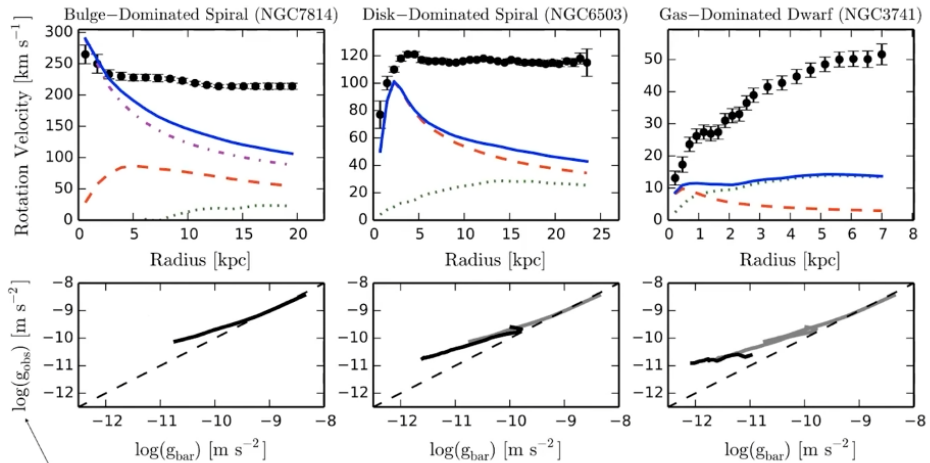 Bulge−Dominated Spiral (NGC7814)
Disk−Dominated Spiral (NGC6503)
Gas−Dominated Dwarf (NGC3741)
Rotation Velocity [km s⁻¹]
300
250
200
150
100
50
0
0 5 10 15 20
Radius [kpc]
120
100
80
60
40
20
0
0 5 10 15 20 25
Radius [kpc]
50
40
30
20
10
0
0 1 2 3 4 5 6 7 8
Radius [kpc]
log(g_obs) [m s⁻²]
−8
−9
−10
−11
−12
−12 −11 −10 −9 −8
log(g_bar) [m s⁻²]
−8
−9
−10
−11
−12
−12 −11 −10 −9 −8
log(g_bar) [m s⁻²]
−8
−9
−10
−11
−12
−12 −11 −10 −9 −8
log(g_bar) [m s⁻²]